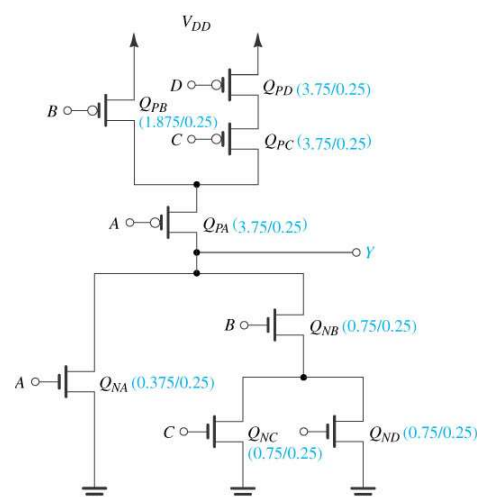 V_DD
D Q_PD (3.75/0.25)
B Q_PB
(1.875/0.25)
C Q_PC (3.75/0.25)
A Q_PA (3.75/0.25)
Y
B Q_NB (0.75/0.25)
A Q_NA (0.375/0.25)
C Q_NC
(0.75/0.25)
Q_ND (0.75/0.25)